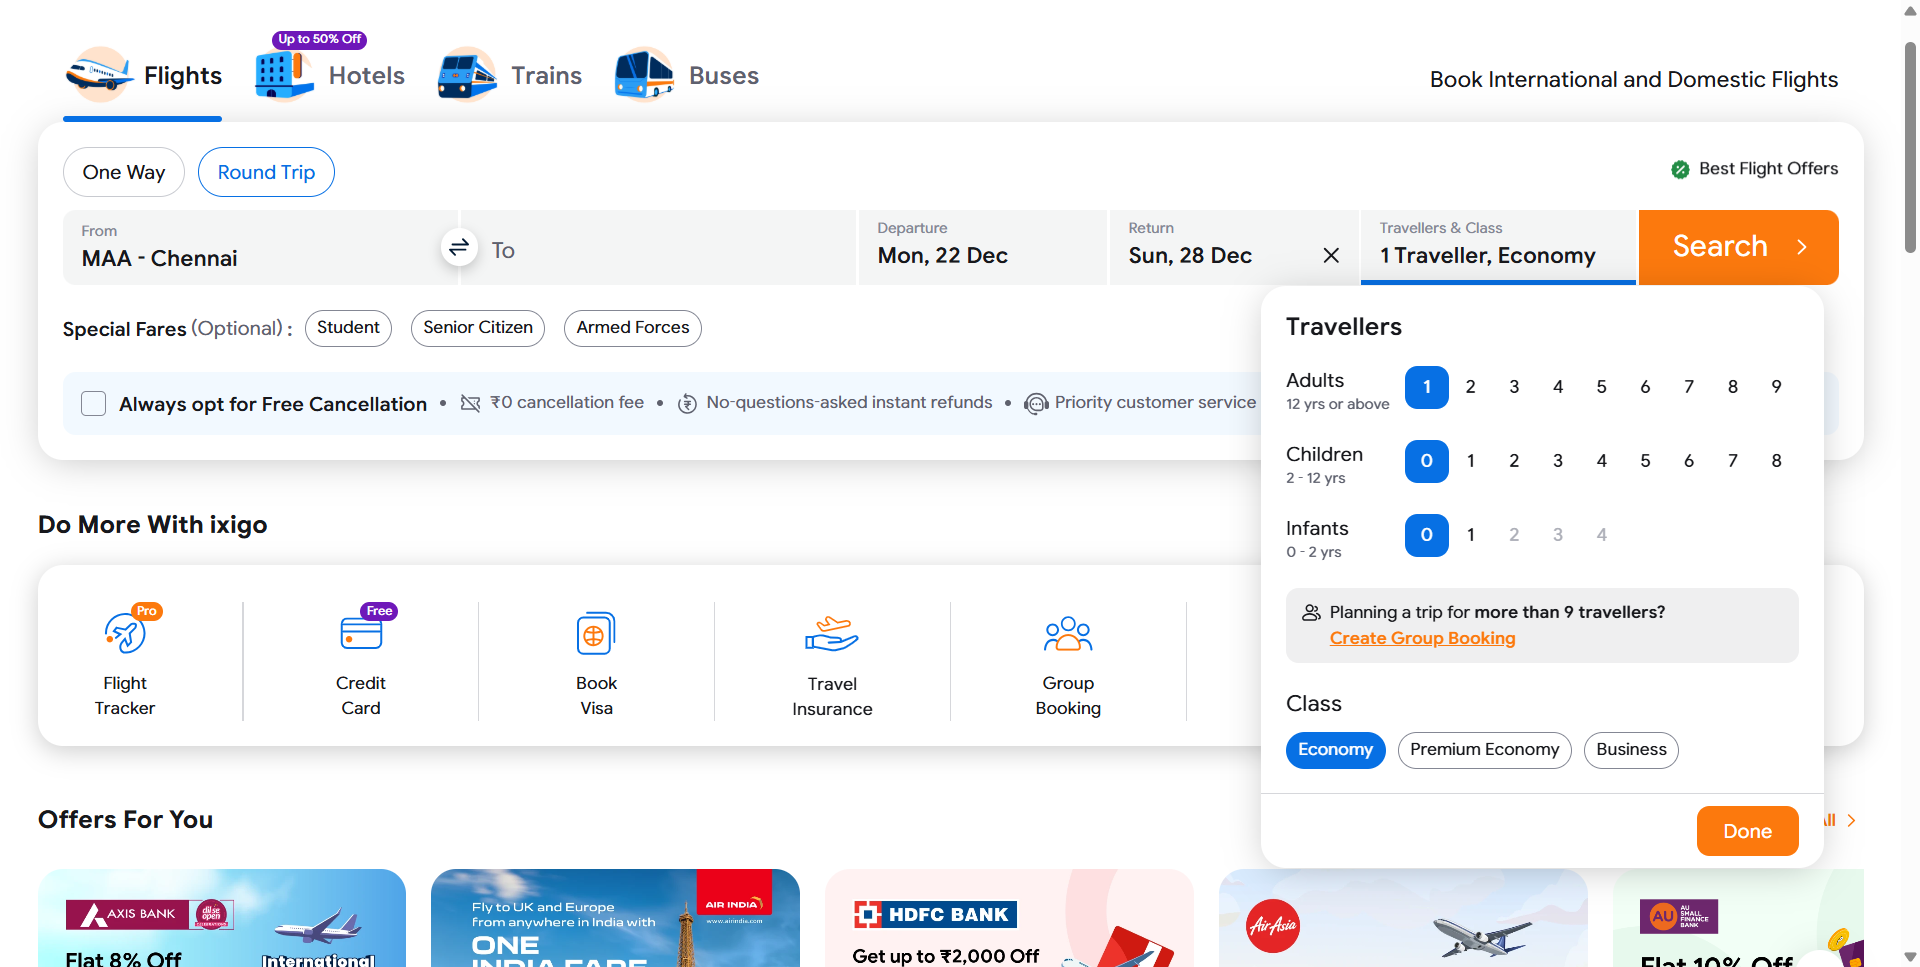 Up to 50% Off
Flights
Hotels
Trains
Buses
Book International and Domestic Flights
One Way
Round Trip
Best Flight Offers
From
MAA - Chennai
To
Departure
Mon, 22 Dec
Return
Sun, 28 Dec
Travellers & Class
1 Traveller, Economy
Search
Special Fares (Optional) :
Student
Senior Citizen
Armed Forces
Always opt for Free Cancellation
• ₹0 cancellation fee
• No-questions-asked instant refunds
• Priority customer service
Travellers
Adults
12 yrs or above
1 2 3 4 5 6 7 8 9
Children
2 - 12 yrs
0 1 2 3 4 5 6 7 8
Infants
0 - 2 yrs
0 1 2 3 4
Planning a trip for more than 9 travellers?
Create Group Booking
Class
Economy
Premium Economy
Business
Done
Do More With ixigo
Pro
Flight
Tracker
Free
Credit
Card
Book
Visa
Travel
Insurance
Group
Booking
Offers For You
AXIS BANK
dil se
open
CELEBRATIONS
Flat 8% Off
International
Fly to UK and Europe
from anywhere in India with
ONE
INDIA FARE
AIR INDIA
www.airindia.com
HDFC BANK
Get up to ₹2,000 Off
AirAsia
AU
AU
SMALL
FINANCE
BANK
Flat 10% Off